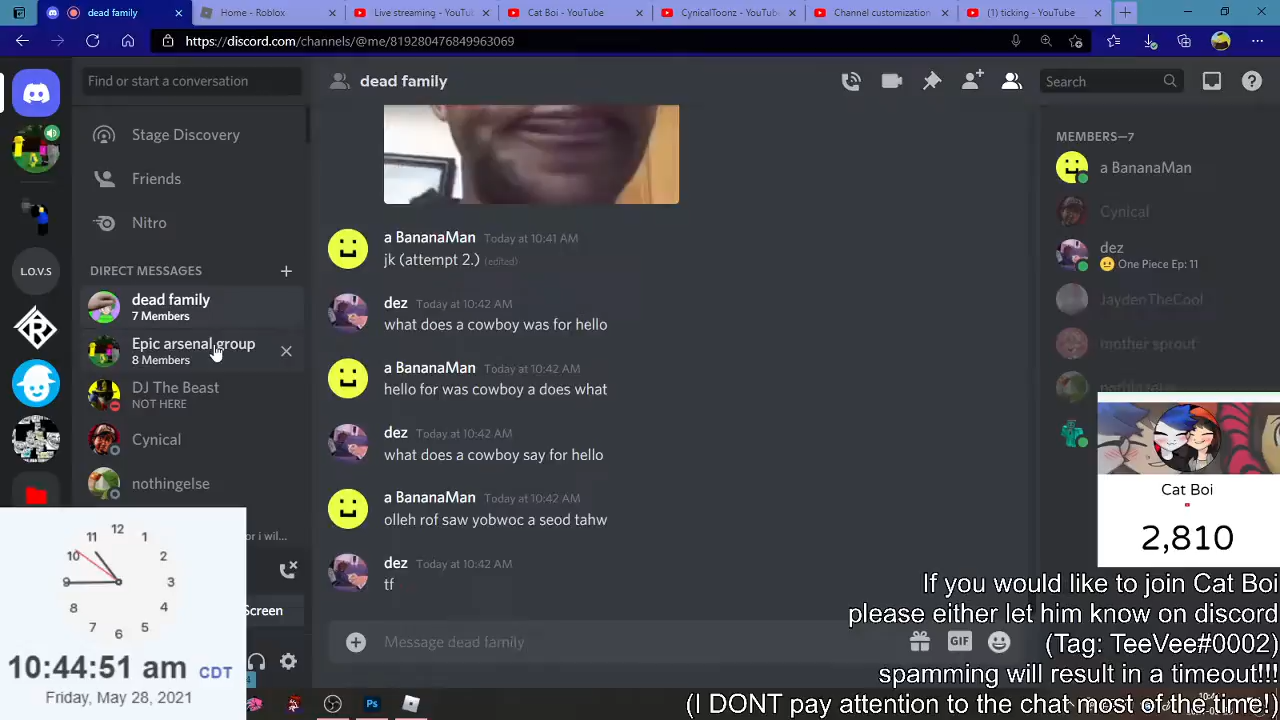 dead family
Home - Roblox
Live streaming - YouTu
Cat Boi - YouTube
CynicalToonz - YouTub
Channel customization
(1) ticking - YouTube
https://discord.com/channels/@me/819280476849963069
Find or start a conversation
dead family
Search
Stage Discovery
Friends
Nitro
DIRECT MESSAGES
dead family
7 Members
Epic arsenal group
8 Members
DJ The Beast
NOT HERE
Cynical
nothingelse
or i wil...
Screen
a BananaMan Today at 10:41 AM
jk (attempt 2.) (edited)
dez Today at 10:42 AM
what does a cowboy was for hello
a BananaMan Today at 10:42 AM
hello for was cowboy a does what
dez Today at 10:42 AM
what does a cowboy say for hello
a BananaMan Today at 10:42 AM
olleh rof saw yobwoc a seod tahw
dez Today at 10:42 AM
tf
Message dead family
GIF
MEMBERS—7
a BananaMan
Cynical
dez
One Piece Ep: 11
JaydenTheCool
mother sprout
L.O.V.S
12
1
2
3
4
5
6
7
8
9
10
11
10:44:51 am CDT
Friday, May 28, 2021
Cat Boi
2,810
If you would like to join Cat Boi
please either let him know on discord
(Tag: TeeVee#0002)
spamming will result in a timeout!!!
(I DONT pay attention to the chat most of the time!)
Ps